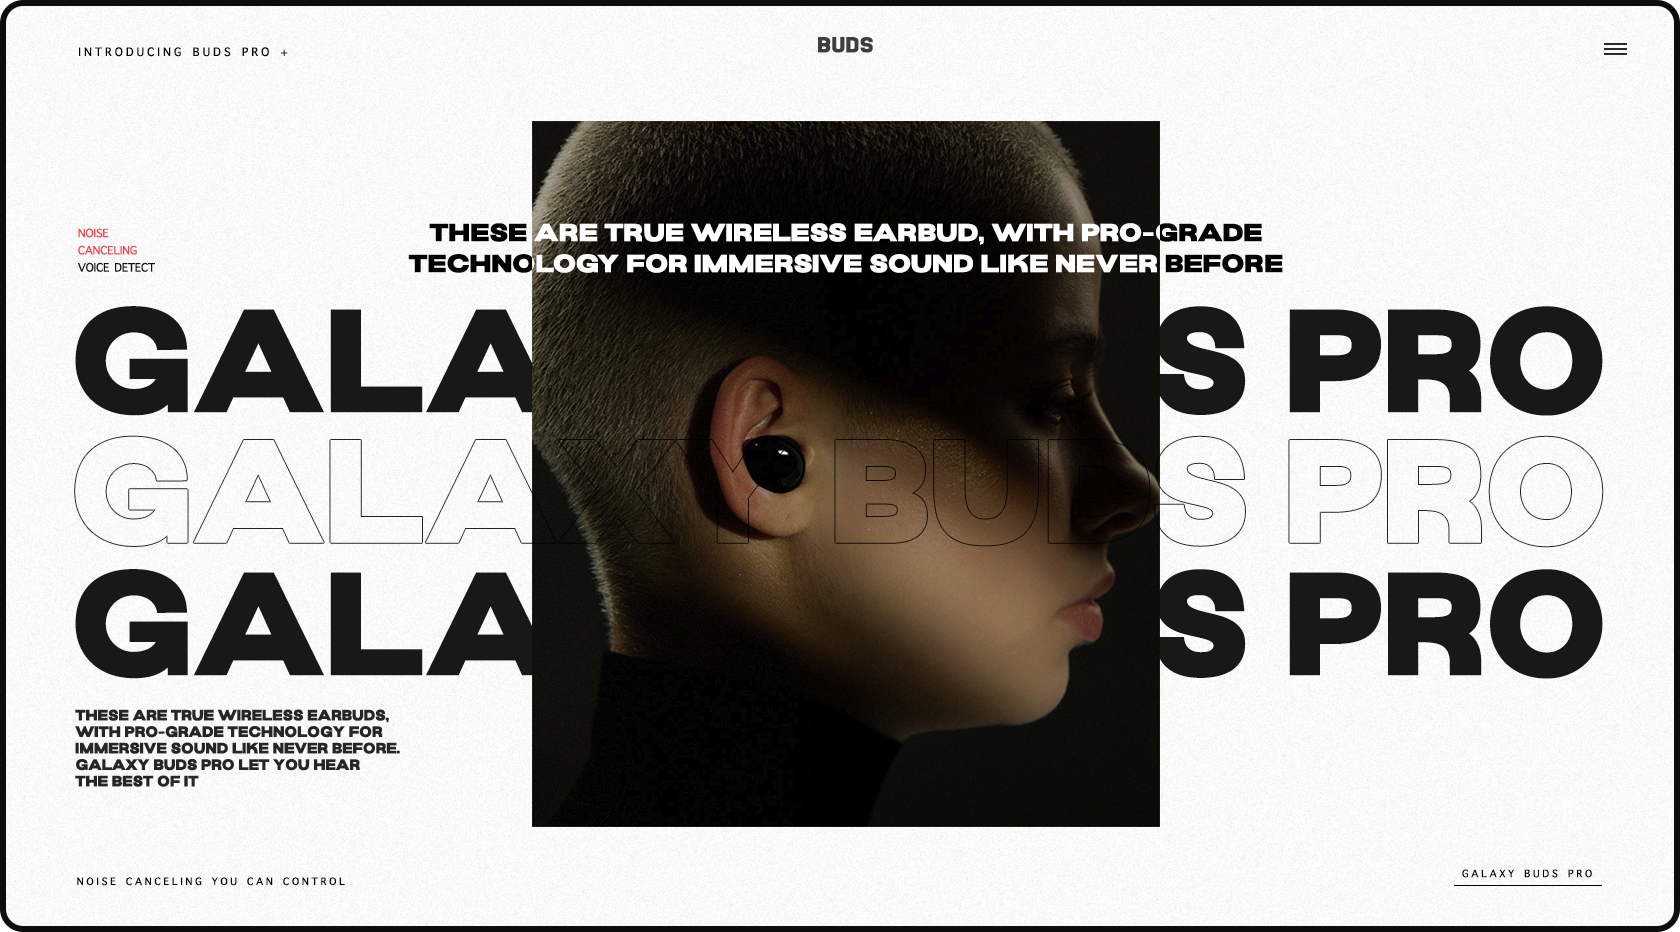 INTRODUCING BUDS PRO +
BUDS
NOISE
CANCELING
VOICE DETECT
THESE ARE TRUE WIRELESS EARBUD, WITH PRO-GRADE
TECHNOLOGY FOR IMMERSIVE SOUND LIKE NEVER BEFORE
GALA S PRO
GALAXY BUDS PRO
GALA S PRO
THESE ARE TRUE WIRELESS EARBUDS,
WITH PRO-GRADE TECHNOLOGY FOR
IMMERSIVE SOUND LIKE NEVER BEFORE.
GALAXY BUDS PRO LET YOU HEAR
THE BEST OF IT
NOISE CANCELING YOU CAN CONTROL
GALAXY BUDS PRO